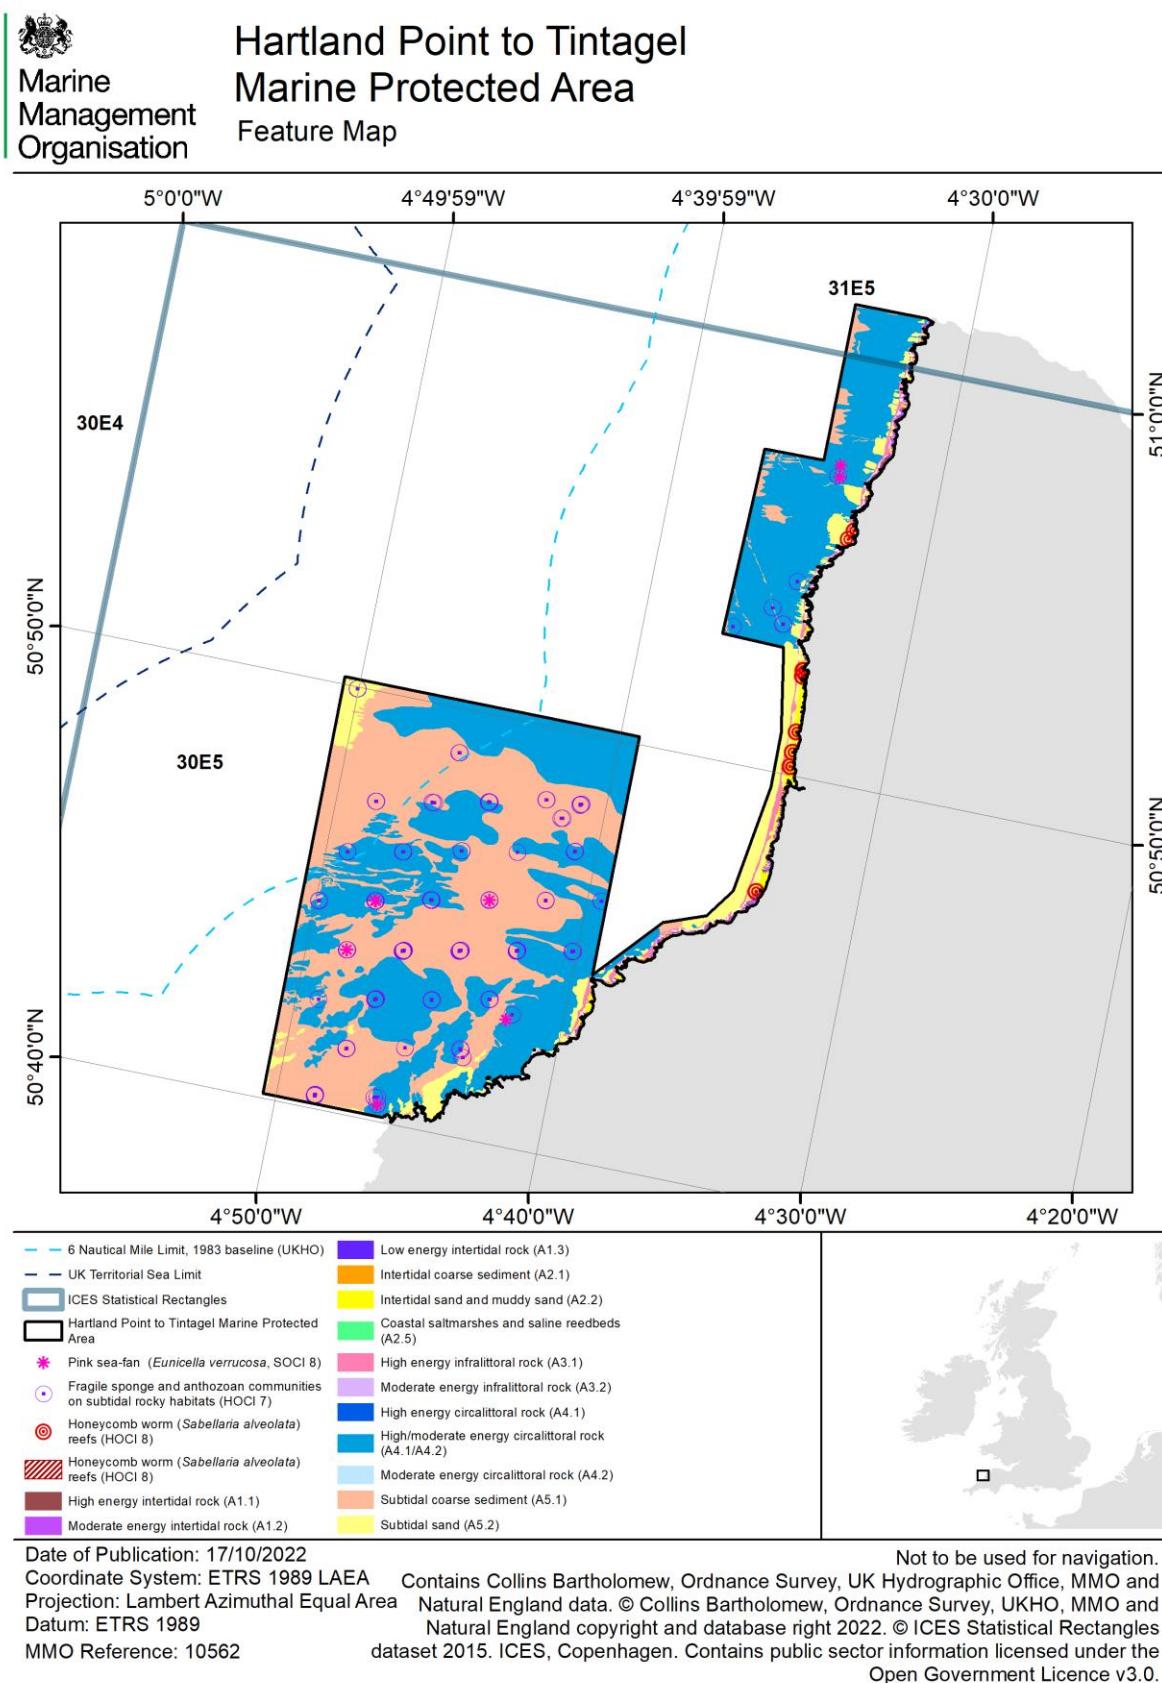 Marine
Management
Organisation
Hartland Point to Tintagel
Marine Protected Area
Feature Map
5°0'0"W
4°49'59"W
4°39'59"W
4°30'0"W
31E5
30E4
51°0'0"N
50°50'0"N
30E5
50°50'0"N
50°40'0"N
4°50'0"W
4°40'0"W
4°30'0"W
4°20'0"W
6 Nautical Mile Limit, 1983 baseline (UKHO)
UK Territorial Sea Limit
ICES Statistical Rectangles
Hartland Point to Tintagel Marine Protected
Area
Pink sea-fan (Eunicella verrucosa, SOCI 8)
Fragile sponge and anthozoan communities
on subtidal rocky habitats (HOCI 7)
Honeycomb worm (Sabellaria alveolata)
reefs (HOCI 8)
Honeycomb worm (Sabellaria alveolata)
reefs (HOCI 8)
High energy intertidal rock (A1.1)
Moderate energy intertidal rock (A1.2)
Low energy intertidal rock (A1.3)
Intertidal coarse sediment (A2.1)
Intertidal sand and muddy sand (A2.2)
Coastal saltmarshes and saline reedbeds
(A2.5)
High energy infralittoral rock (A3.1)
Moderate energy infralittoral rock (A3.2)
High energy circalittoral rock (A4.1)
High/moderate energy circalittoral rock
(A4.1/A4.2)
Moderate energy circalittoral rock (A4.2)
Subtidal coarse sediment (A5.1)
Subtidal sand (A5.2)
Date of Publication: 17/10/2022
Coordinate System: ETRS 1989 LAEA
Projection: Lambert Azimuthal Equal Area
Datum: ETRS 1989
MMO Reference: 10562
Not to be used for navigation.
Contains Collins Bartholomew, Ordnance Survey, UK Hydrographic Office, MMO and
Natural England data. © Collins Bartholomew, Ordnance Survey, UKHO, MMO and
Natural England copyright and database right 2022. © ICES Statistical Rectangles
dataset 2015. ICES, Copenhagen. Contains public sector information licensed under the
Open Government Licence v3.0.